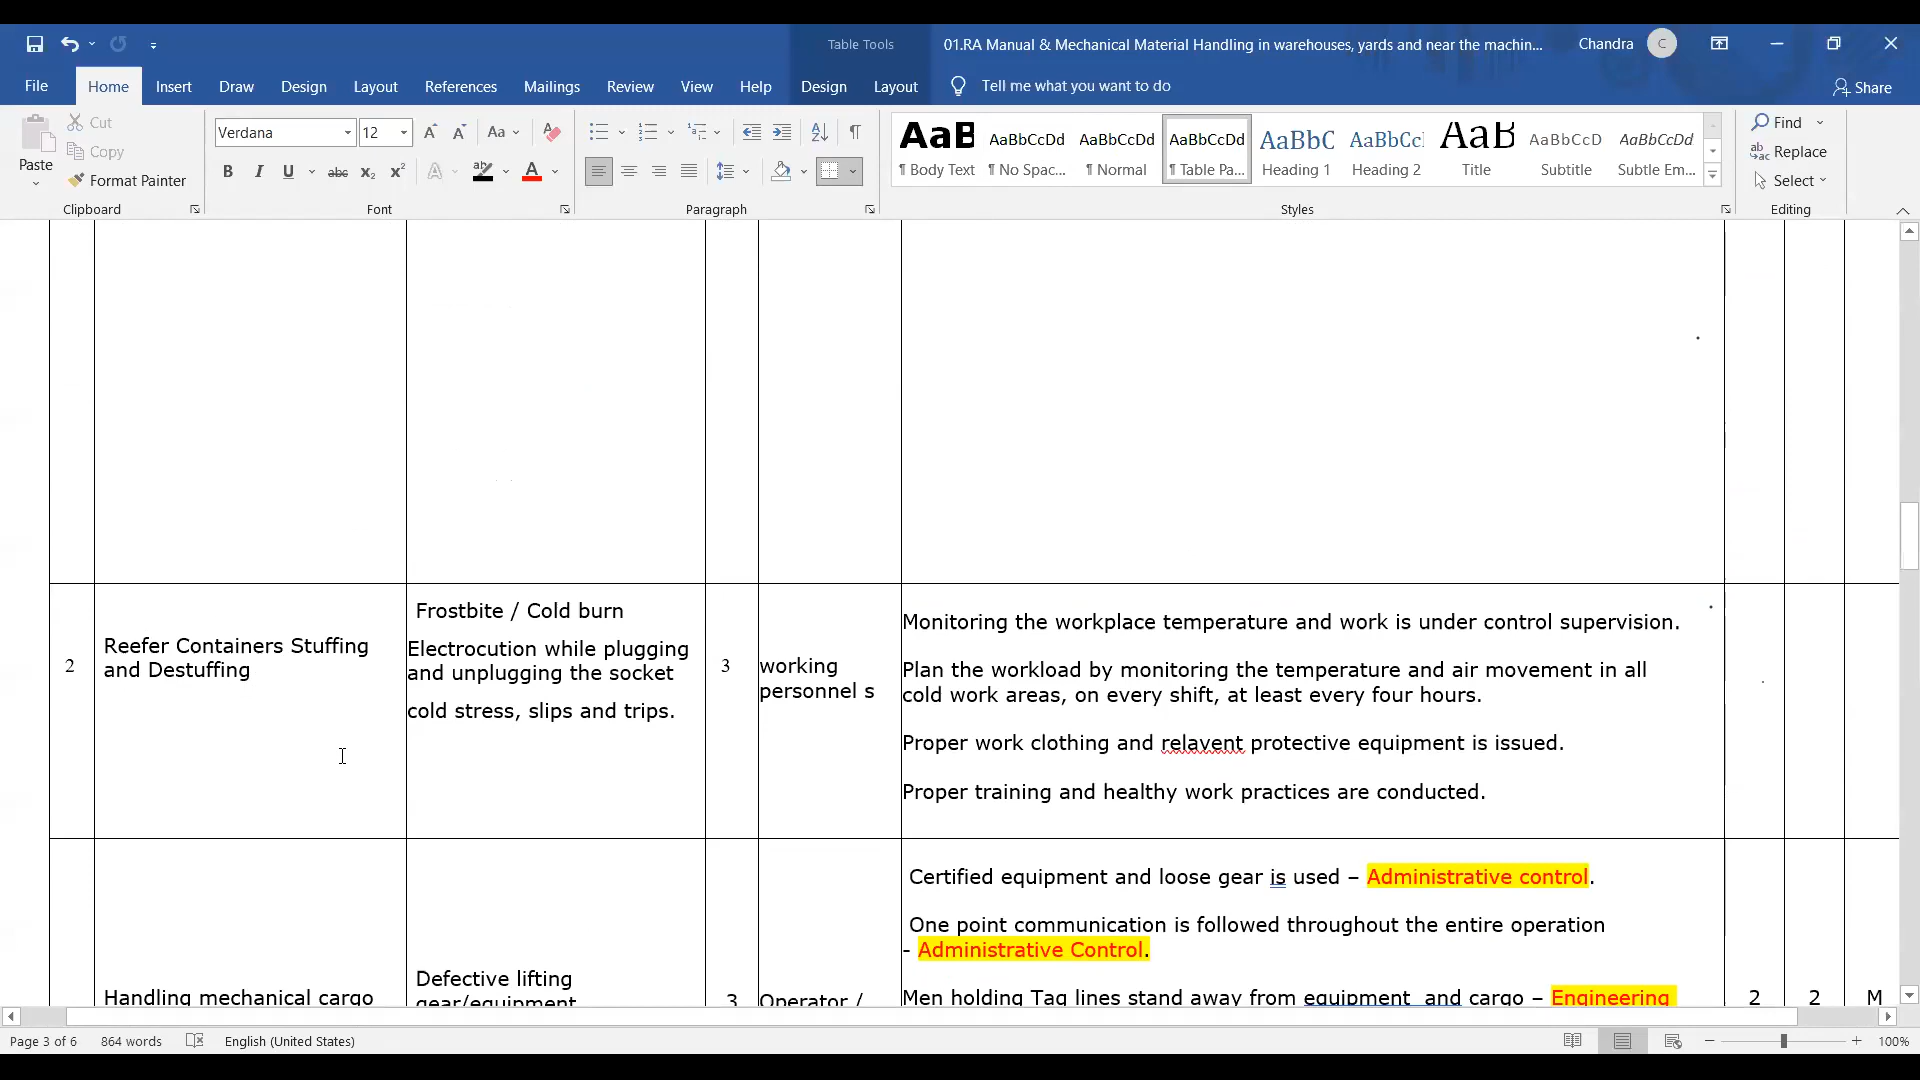 Table Tools
01.RA Manual & Mechanical Material Handling in warehouses, yards and near the machin...
Chandra
C
File
Home
Insert
Draw
Design
Layout
References
Mailings
Review
View
Help
Design
Layout
Tell me what you want to do
Share
Paste
Cut
Copy
Format Painter
Clipboard
Verdana
12
Font
Paragraph
AaB
¶ Body Text
AaBbCcDd
¶ No Spac...
AaBbCcDd
¶ Normal
AaBbCcDd
¶ Table Pa...
AaBbC
Heading 1
AaBbCc
Heading 2
AaB
Title
AaBbCcD
Subtitle
AaBbCcDd
Subtle Em...
Styles
Find
Replace
Select
Editing
2
Reefer Containers Stuffing
and Destuffing
Frostbite / Cold burn
Electrocution while plugging
and unplugging the socket
cold stress, slips and trips.
3
working
personnel s
Monitoring the workplace temperature and work is under control supervision.
Plan the workload by monitoring the temperature and air movement in all
cold work areas, on every shift, at least every four hours.
Proper work clothing and relavent protective equipment is issued.
Proper training and healthy work practices are conducted.
Handling mechanical cargo
Defective lifting
gear/equipment
3
Operator /
Certified equipment and loose gear is used – Administrative control.
One point communication is followed throughout the entire operation
- Administrative Control.
Men holding Tag lines stand away from equipment and cargo – Engineering
2
2
M
Page 3 of 6
864 words
English (United States)
100%